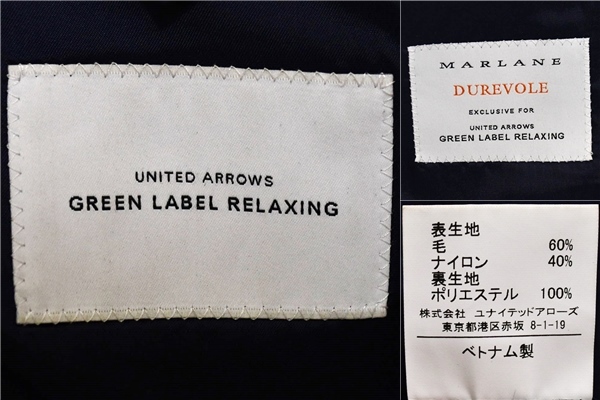 UNITED ARROWS
GREEN LABEL RELAXING
MARLANE
DUREVOLE
EXCLUSIVE FOR
UNITED ARROWS
GREEN LABEL RELAXING
表生地
毛 60%
ナイロン 40%
裏生地
ポリエステル 100%
株式会社 ユナイテッドアローズ
東京都港区赤坂 8-1-19
ベトナム製